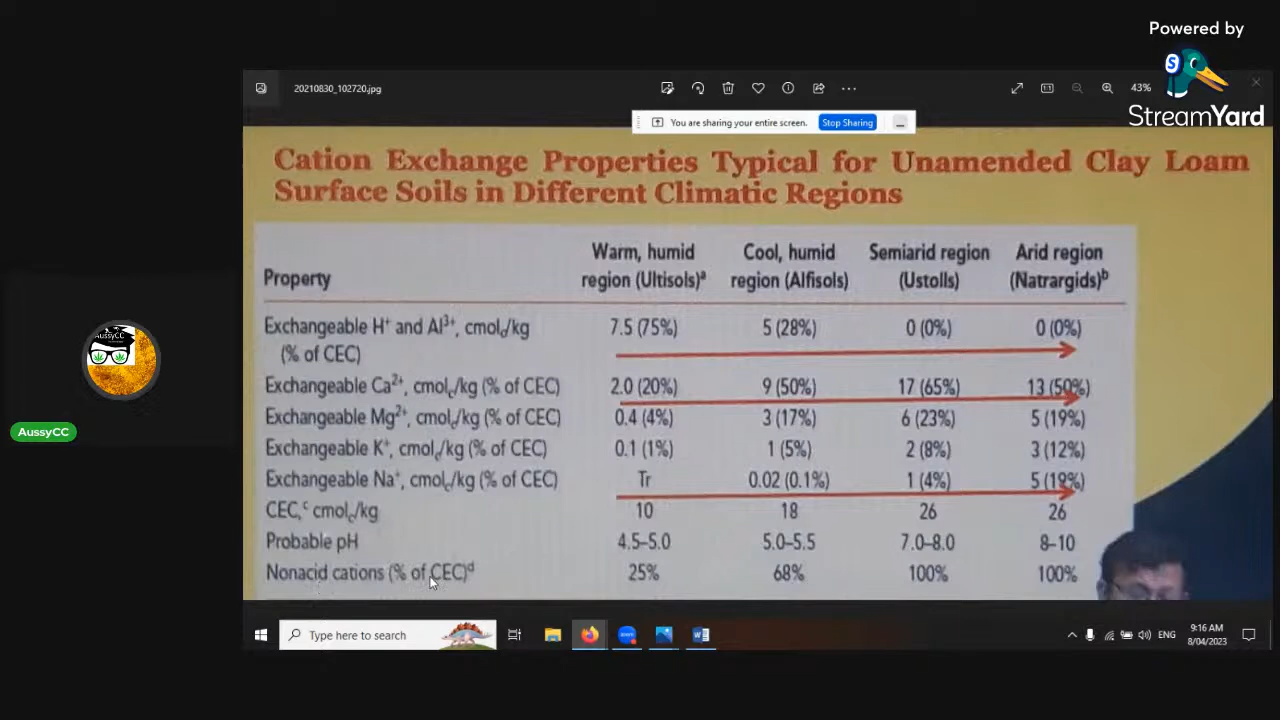 Powered by
StreamYard
20210830_102720.jpg
43%
You are sharing your entire screen.
Stop Sharing
Cation Exchange Properties Typical for Unamended Clay Loam
Surface Soils in Different Climatic Regions
Property
Warm, humid region (Ultisols)ᵃ
Cool, humid region (Alfisols)
Semiarid region (Ustolls)
Arid region (Natrargids)ᵇ
Exchangeable H⁺ and Al³⁺, cmol꜀/kg (% of CEC) 7.5 (75%) 5 (28%) 0 (0%) 0 (0%)
Exchangeable Ca²⁺, cmol꜀/kg (% of CEC) 2.0 (20%) 9 (50%) 17 (65%) 13 (50%)
Exchangeable Mg²⁺, cmol꜀/kg (% of CEC) 0.4 (4%) 3 (17%) 6 (23%) 5 (19%)
Exchangeable K⁺, cmol꜀/kg (% of CEC) 0.1 (1%) 1 (5%) 2 (8%) 3 (12%)
Exchangeable Na⁺, cmol꜀/kg (% of CEC) Tr 0.02 (0.1%) 1 (4%) 5 (19%)
CEC,ᶜ cmol꜀/kg 10 18 26 26
Probable pH 4.5–5.0 5.0–5.5 7.0–8.0 8–10
Nonacid cations (% of CEC)ᵈ 25% 68% 100% 100%
AussyCC
AussyCC
Type here to search
ENG
9:16 AM
8/04/2023